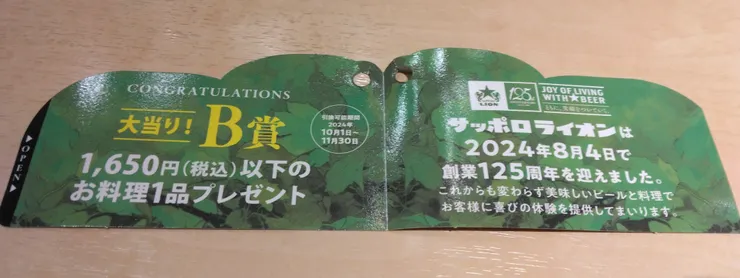 OPEN
CONGRATULATIONS
大当り! B賞
引換可能期間
2024年
10月1日〜
11月30日
1,650円(税込)以下の
お料理1品プレゼント
LION
125
JOY OF LIVING
WITH★BEER
サッポロライオンは
2024年8月4日で
創業125周年を迎えました。
これからも変わらず美味しいビールと料理で
お客様に喜びの体験を提供してまいります。